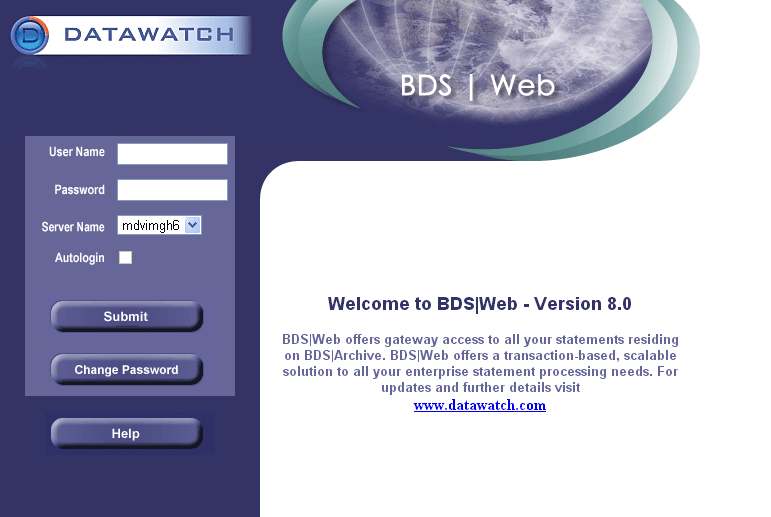 DATAWATCH
BDS | Web
User Name
Password
Server Name
mdvimgh6
Autologin
Submit
Change Password
Help
Welcome to BDS|Web - Version 8.0
BDS|Web offers gateway access to all your statements residing
on BDS|Archive. BDS|Web offers a transaction-based, scalable
solution to all your enterprise statement processing needs. For
updates and further details visit
www.datawatch.com